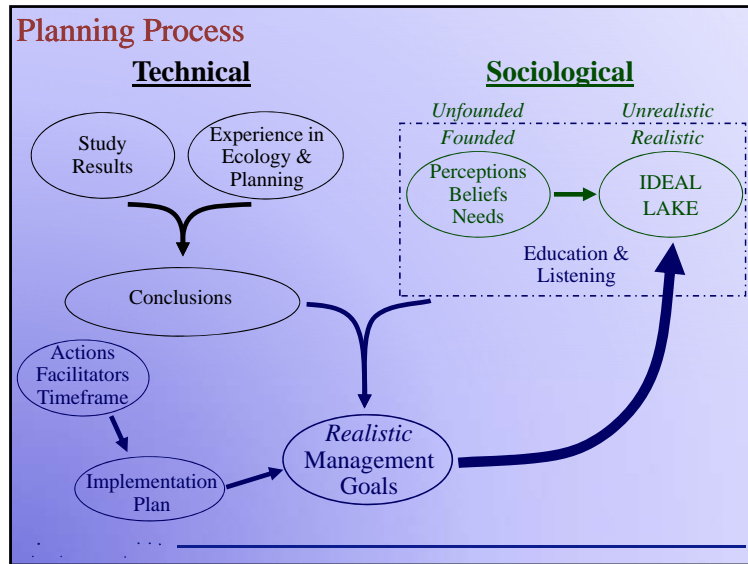 Planning Process
Technical
Sociological
Unfounded
Unrealistic
Founded
Realistic
Study
Results
Experience in
Ecology &
Planning
Perceptions
Beliefs
Needs
IDEAL
LAKE
Education &
Listening
Conclusions
Actions
Facilitators
Timeframe
Realistic
Management
Goals
Implementation
Plan